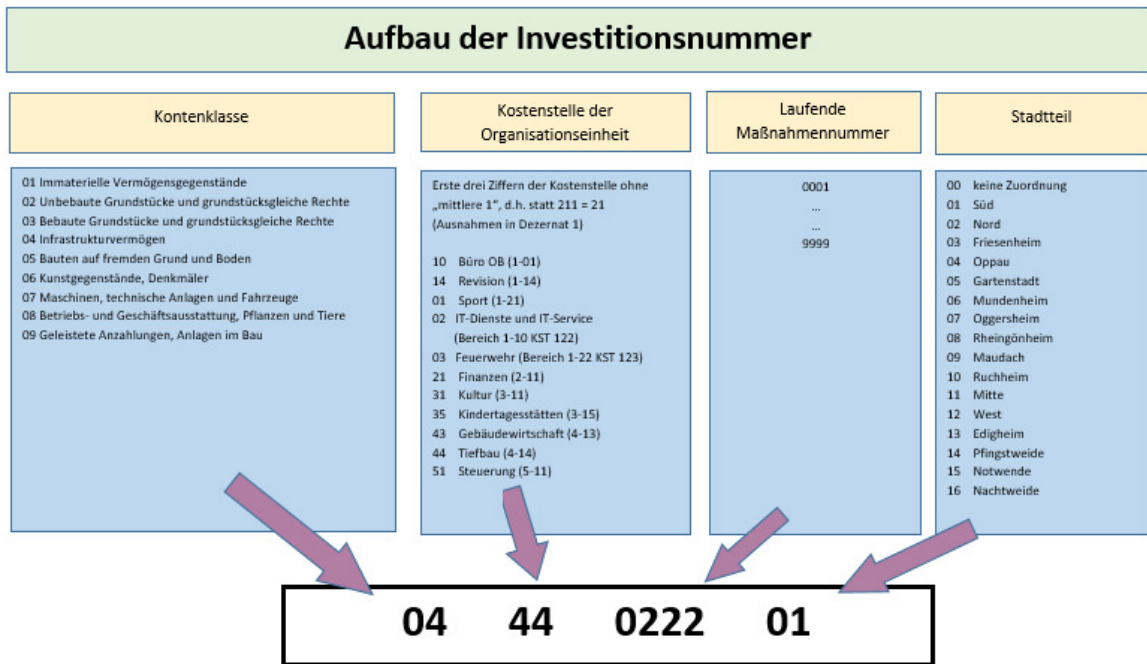 Aufbau der Investitionsnummer
Kontenklasse
01 Immaterielle Vermögensgegenstände
02 Unbebaute Grundstücke und grundstücksgleiche Rechte
03 Bebaute Grundstücke und grundstücksgleiche Rechte
04 Infrastrukturvermögen
05 Bauten auf fremden Grund und Boden
06 Kunstgegenstände, Denkmäler
07 Maschinen, technische Anlagen und Fahrzeuge
08 Betriebs- und Geschäftsausstattung, Pflanzen und Tiere
09 Geleistete Anzahlungen, Anlagen im Bau
Kostenstelle der
Organisationseinheit
Erste drei Ziffern der Kostenstelle ohne
„mittlere 1“, d.h. statt 211 = 21
(Ausnahmen in Dezernat 1)
10 Büro OB (1-01)
14 Revision (1-14)
01 Sport (1-21)
02 IT-Dienste und IT-Service
(Bereich 1-10 KST 122)
03 Feuerwehr (Bereich 1-22 KST 123)
21 Finanzen (2-11)
31 Kultur (3-11)
35 Kindertagesstätten (3-15)
43 Gebäudewirtschaft (4-13)
44 Tiefbau (4-14)
51 Steuerung (5-11)
Laufende
Maßnahmennummer
0001
...
...
9999
Stadtteil
00 keine Zuordnung
01 Süd
02 Nord
03 Friesenheim
04 Oppau
05 Gartenstadt
06 Mundenheim
07 Oggersheim
08 Rheingönheim
09 Maudach
10 Ruchheim
11 Mitte
12 West
13 Edigheim
14 Pfingstweide
15 Notwende
16 Nachtweide
04 44 0222 01